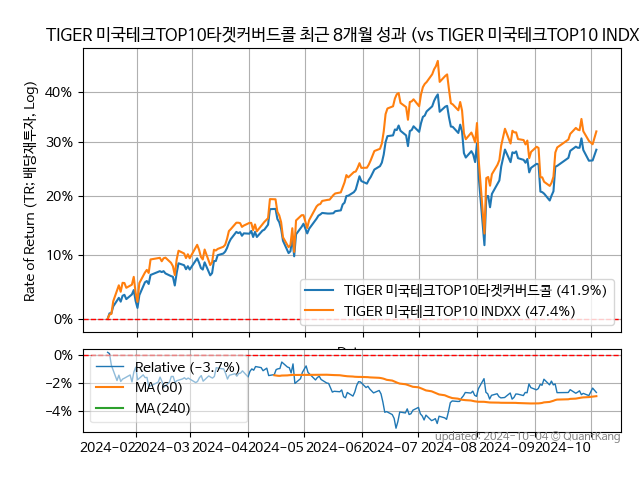 TIGER 미국테크TOP10타겟커버드콜 최근 8개월 성과 (vs TIGER 미국테크TOP10 INDX
Rate of Return (TR: 배당재투자, Log)
40%
30%
20%
10%
0%
TIGER 미국테크TOP10타겟커버드콜 (41.9%)
TIGER 미국테크TOP10 INDXX (47.4%)
0%
−2%
−4%
Relative (−3.7%)
MA(60)
MA(240)
2024-02 2024-03 2024-04 2024-05 2024-06 2024-07 2024-08 2024-09 2024-10
updated: 2024-10-04 © QuantKang